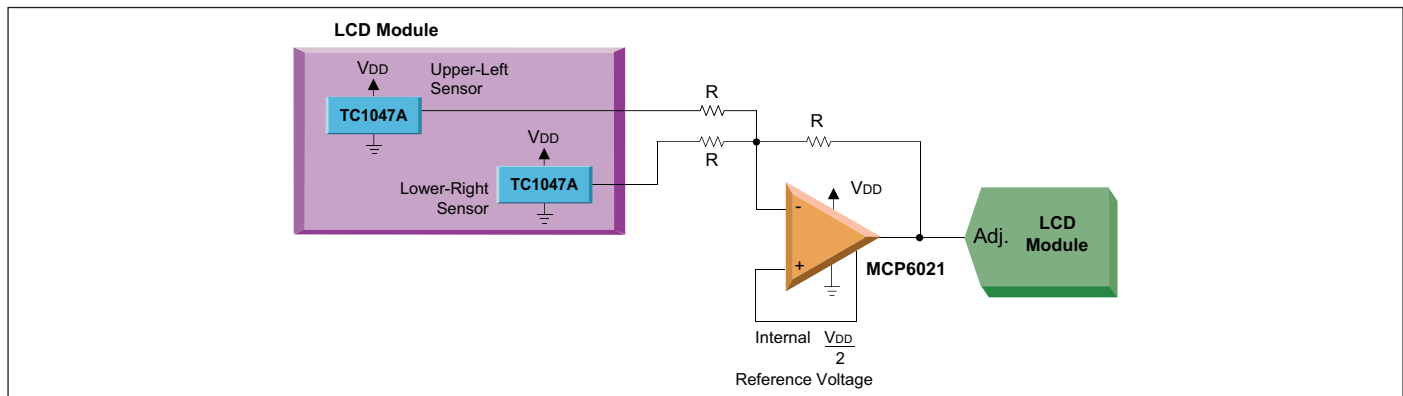 LCD Module
VDD
Upper-Left
Sensor
TC1047A
VDD
TC1047A
Lower-Right
Sensor
R
R
R
VDD
-
+
MCP6021
Adj.
LCD
Module
Internal VDD
2
Reference Voltage